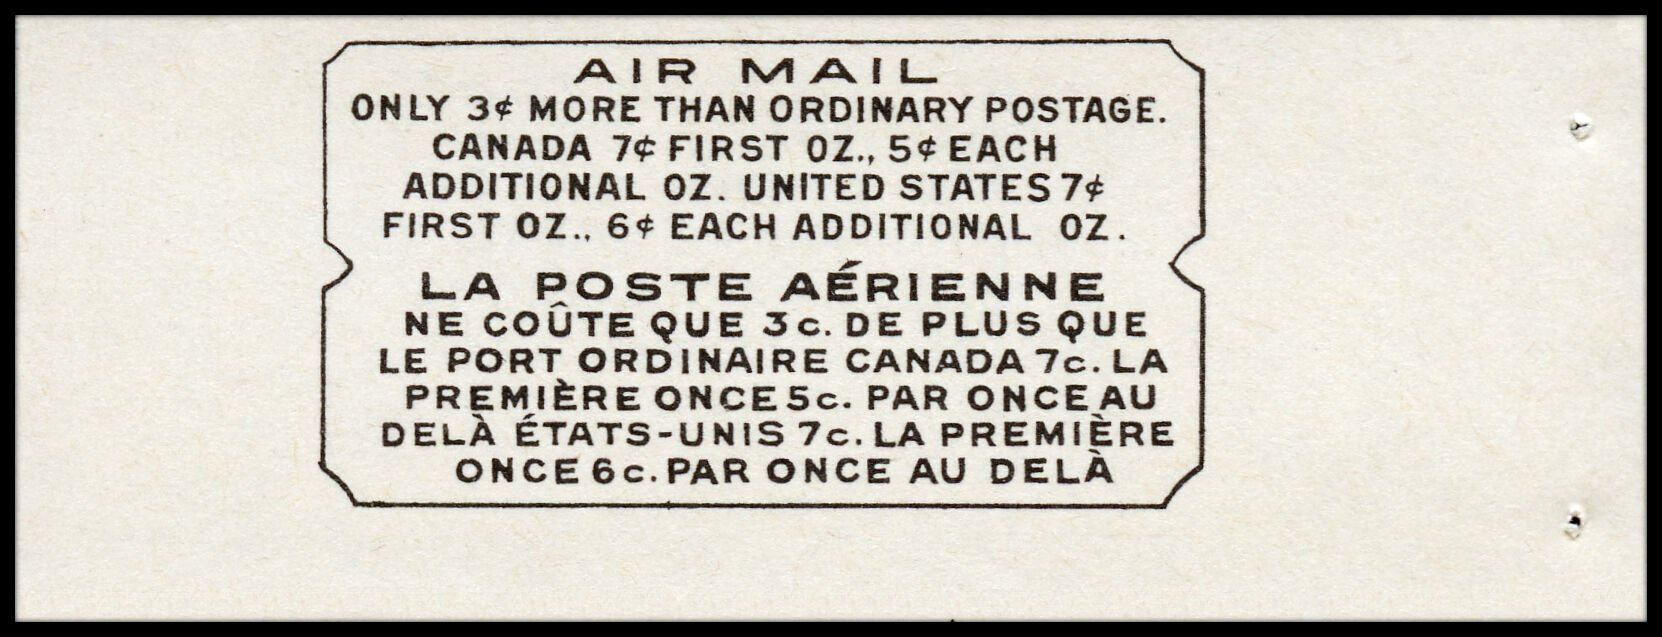 AIR MAIL
ONLY 3¢ MORE THAN ORDINARY POSTAGE.
CANADA 7¢ FIRST OZ., 5¢ EACH
ADDITIONAL OZ. UNITED STATES 7¢
FIRST OZ., 6¢ EACH ADDITIONAL OZ.
LA POSTE AÉRIENNE
NE COÛTE QUE 3c. DE PLUS QUE
LE PORT ORDINAIRE CANADA 7c. LA
PREMIÈRE ONCE 5c. PAR ONCE AU
DELÀ ÉTATS-UNIS 7c. LA PREMIÈRE
ONCE 6c. PAR ONCE AU DELÀ